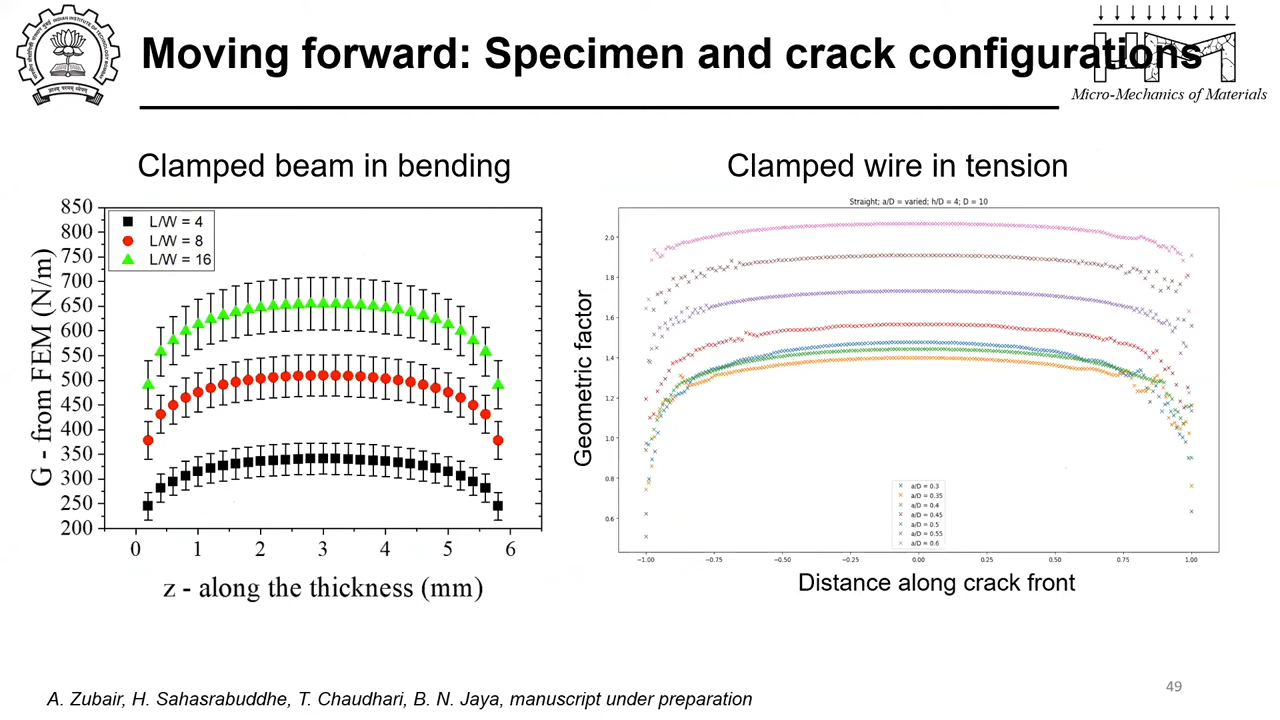 Moving forward: Specimen and crack configurations
Micro-Mechanics of Materials
Clamped beam in bending
Clamped wire in tension
850
800
750
700
650
600
550
500
450
400
350
300
250
200
G - from FEM (N/m)
L/W = 4
L/W = 8
L/W = 16
0 1 2 3 4 5 6
z - along the thickness (mm)
Straight; a/D = varied; h/D = 4; D = 10
2.0
1.8
1.6
1.4
1.2
1.0
0.8
0.6
Geometric factor
a/D = 0.3
a/D = 0.35
a/D = 0.4
a/D = 0.45
a/D = 0.5
a/D = 0.55
a/D = 0.6
−1.00 −0.75 −0.50 −0.25 0.00 0.25 0.50 0.75 1.00
Distance along crack front
A. Zubair, H. Sahasrabuddhe, T. Chaudhari, B. N. Jaya, manuscript under preparation
49